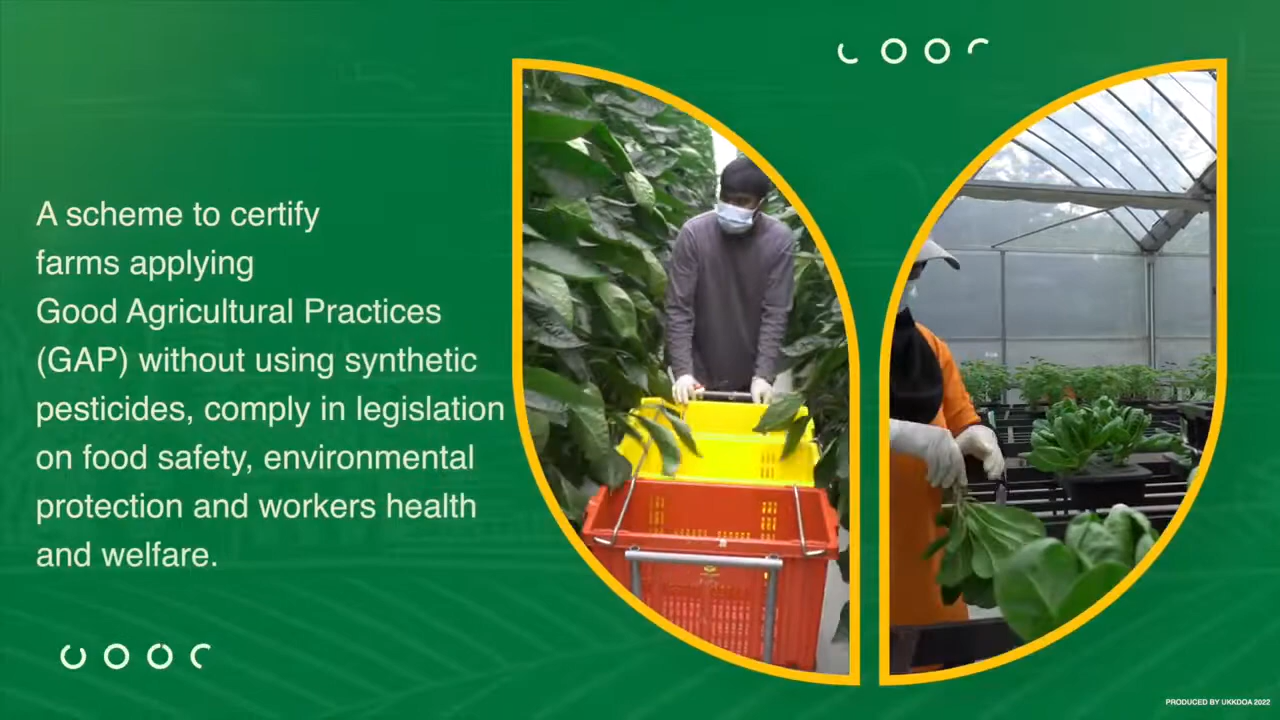 A scheme to certify
farms applying
Good Agricultural Practices
(GAP) without using synthetic
pesticides, comply in legislation
on food safety, environmental
protection and workers health
and welfare.
PRODUCED BY UKKDOA 2022